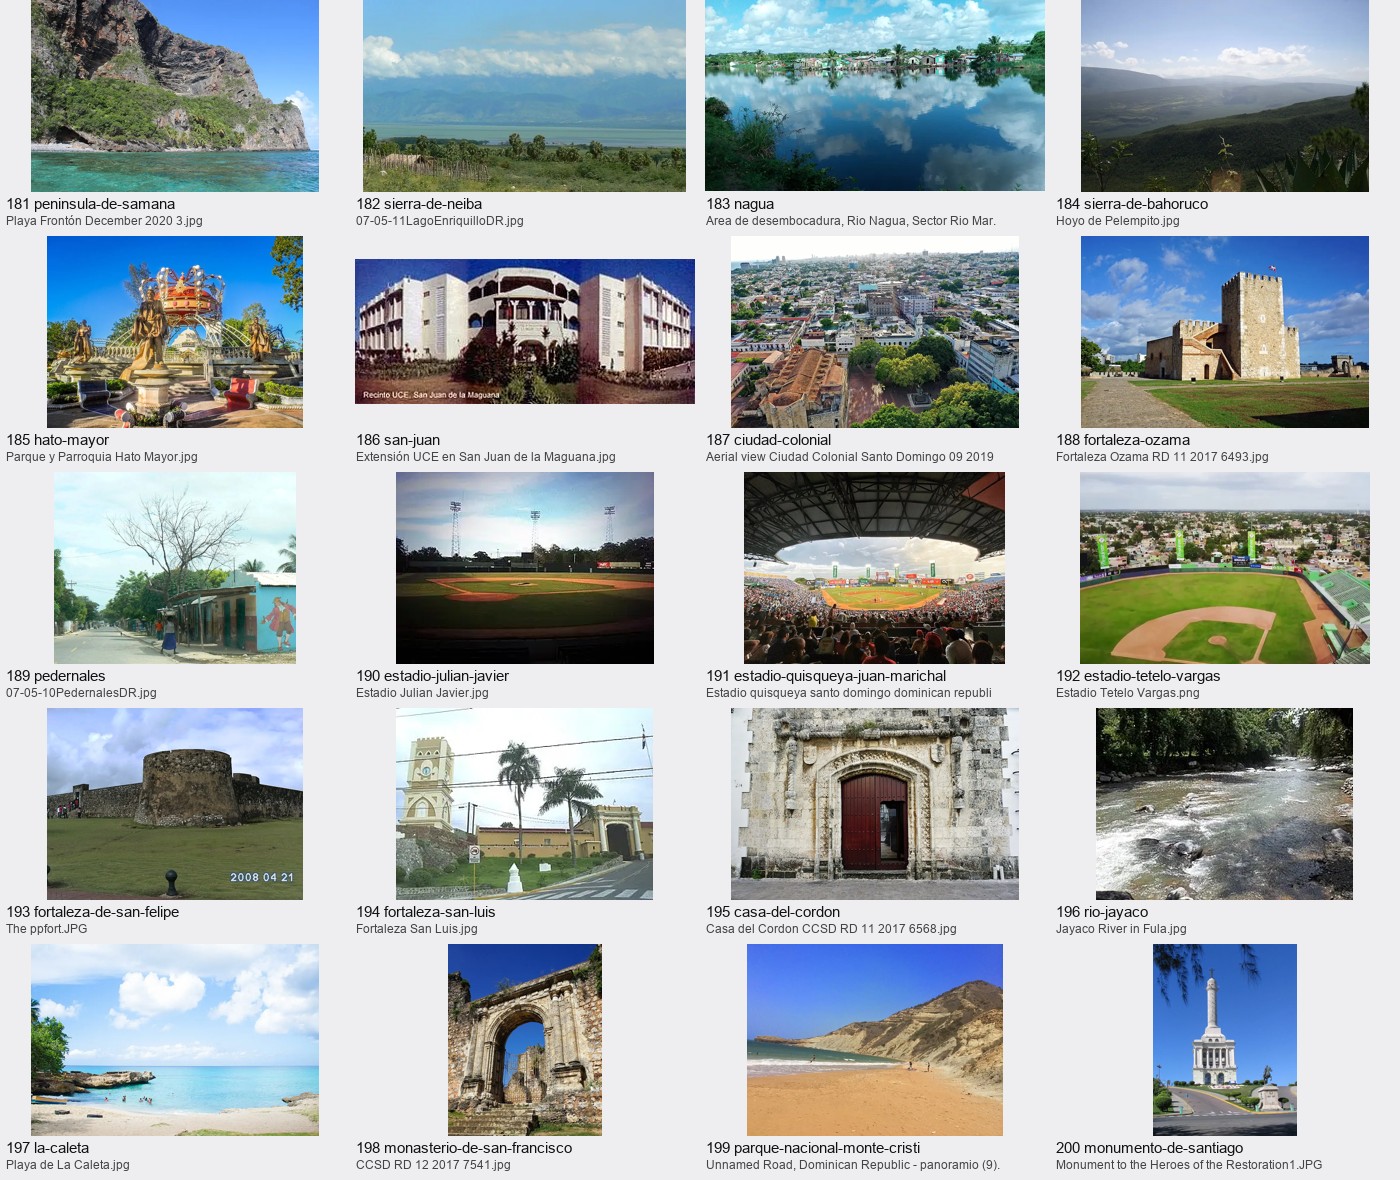 181 peninsula-de-samana
Playa Frontón December 2020 3.jpg
182 sierra-de-neiba
07-05-11LagoEnriquilloDR.jpg
183 nagua
Area de desembocadura, Rio Nagua, Sector Rio Mar.
184 sierra-de-bahoruco
Hoyo de Pelempito.jpg
185 hato-mayor
Parque y Parroquia Hato Mayor.jpg
Recinto UCE, San Juan de la Maguana
186 san-juan
Extensión UCE en San Juan de la Maguana.jpg
187 ciudad-colonial
Aerial view Ciudad Colonial Santo Domingo 09 2019
188 fortaleza-ozama
Fortaleza Ozama RD 11 2017 6493.jpg
189 pedernales
07-05-10PedernalesDR.jpg
190 estadio-julian-javier
Estadio Julian Javier.jpg
191 estadio-quisqueya-juan-marichal
Estadio quisqueya santo domingo dominican republi
192 estadio-tetelo-vargas
Estadio Tetelo Vargas.png
2008 04 21
193 fortaleza-de-san-felipe
The ppfort.JPG
194 fortaleza-san-luis
Fortaleza San Luis.jpg
195 casa-del-cordon
Casa del Cordon CCSD RD 11 2017 6568.jpg
196 rio-jayaco
Jayaco River in Fula.jpg
197 la-caleta
Playa de La Caleta.jpg
198 monasterio-de-san-francisco
CCSD RD 12 2017 7541.jpg
199 parque-nacional-monte-cristi
Unnamed Road, Dominican Republic - panoramio (9).
200 monumento-de-santiago
Monument to the Heroes of the Restoration1.JPG